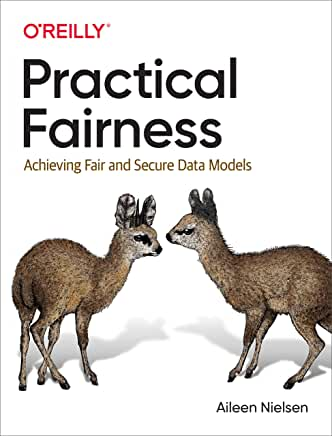 O'REILLY®
Practical
Fairness
Achieving Fair and Secure Data Models
Aileen Nielsen